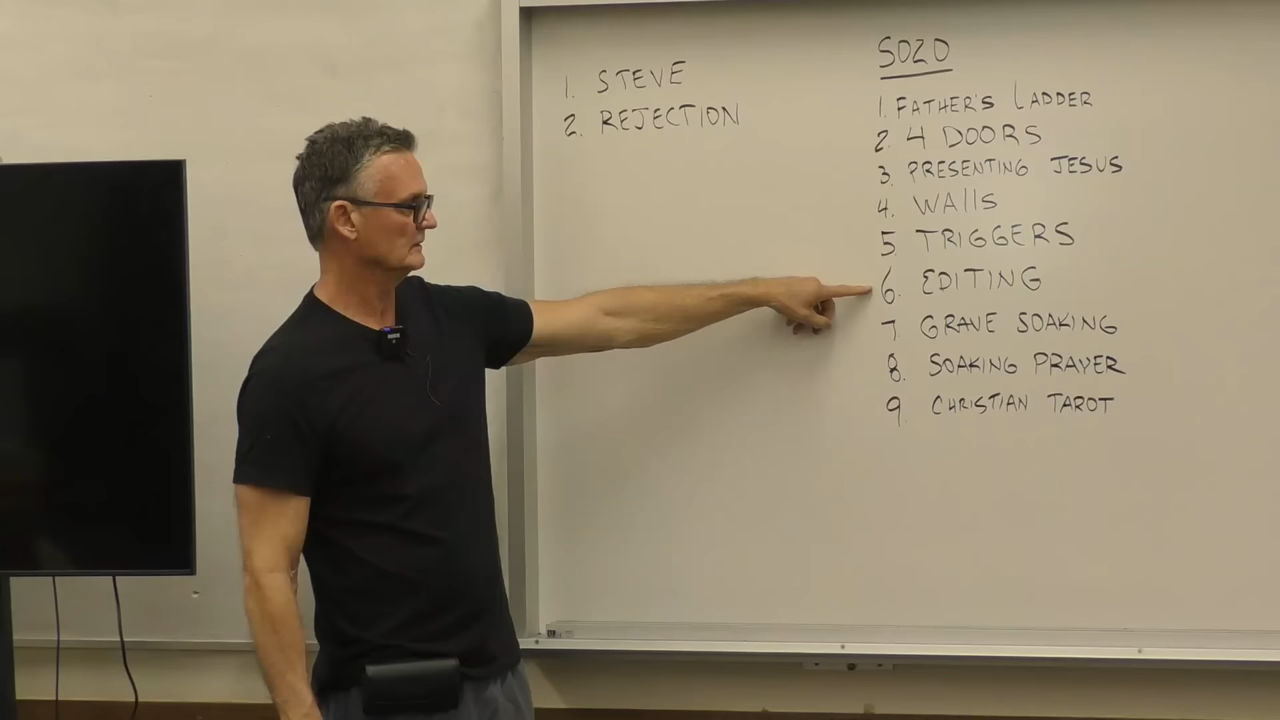 1. STEVE
2. REJECTION
SOZO
1. FATHER'S LADDER
2. 4 DOORS
3. PRESENTING JESUS
4. WAllS
5 TRIGGERS
6. EDITING
7 GRAVE SOAKING
8. SOAKING PRAYER
9. CHRISTIAN TAROT